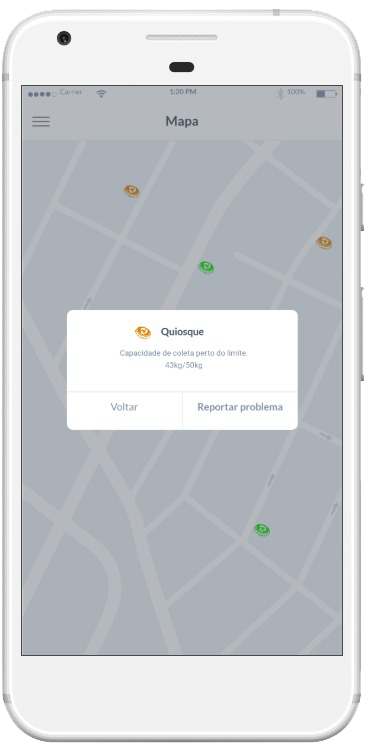 Carrier 1:20 PM 100%
Mapa
Quiosque
Capacidade de coleta perto do limite.
43kg/50kg
Voltar Reportar problema